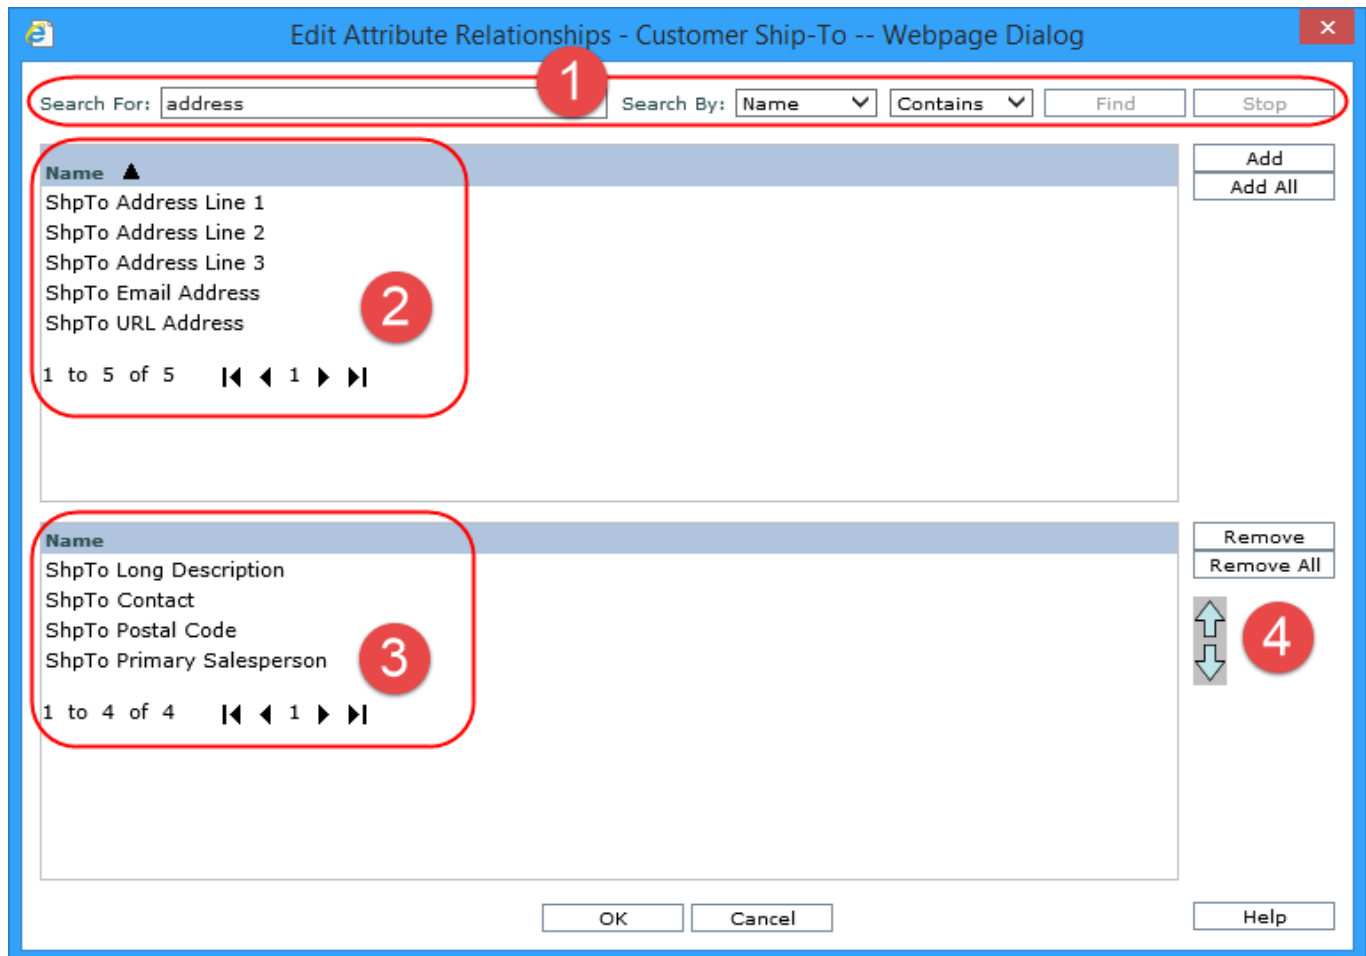 Edit Attribute Relationships - Customer Ship-To -- Webpage Dialog
1
Search For: address Search By: Name Contains Find Stop
Name
Add
Add All
ShpTo Address Line 1
ShpTo Address Line 2
ShpTo Address Line 3
ShpTo Email Address
ShpTo URL Address
2
1 to 5 of 5 1
Name
Remove
Remove All
ShpTo Long Description
ShpTo Contact
ShpTo Postal Code
ShpTo Primary Salesperson
3
4
1 to 4 of 4 1
OK Cancel Help